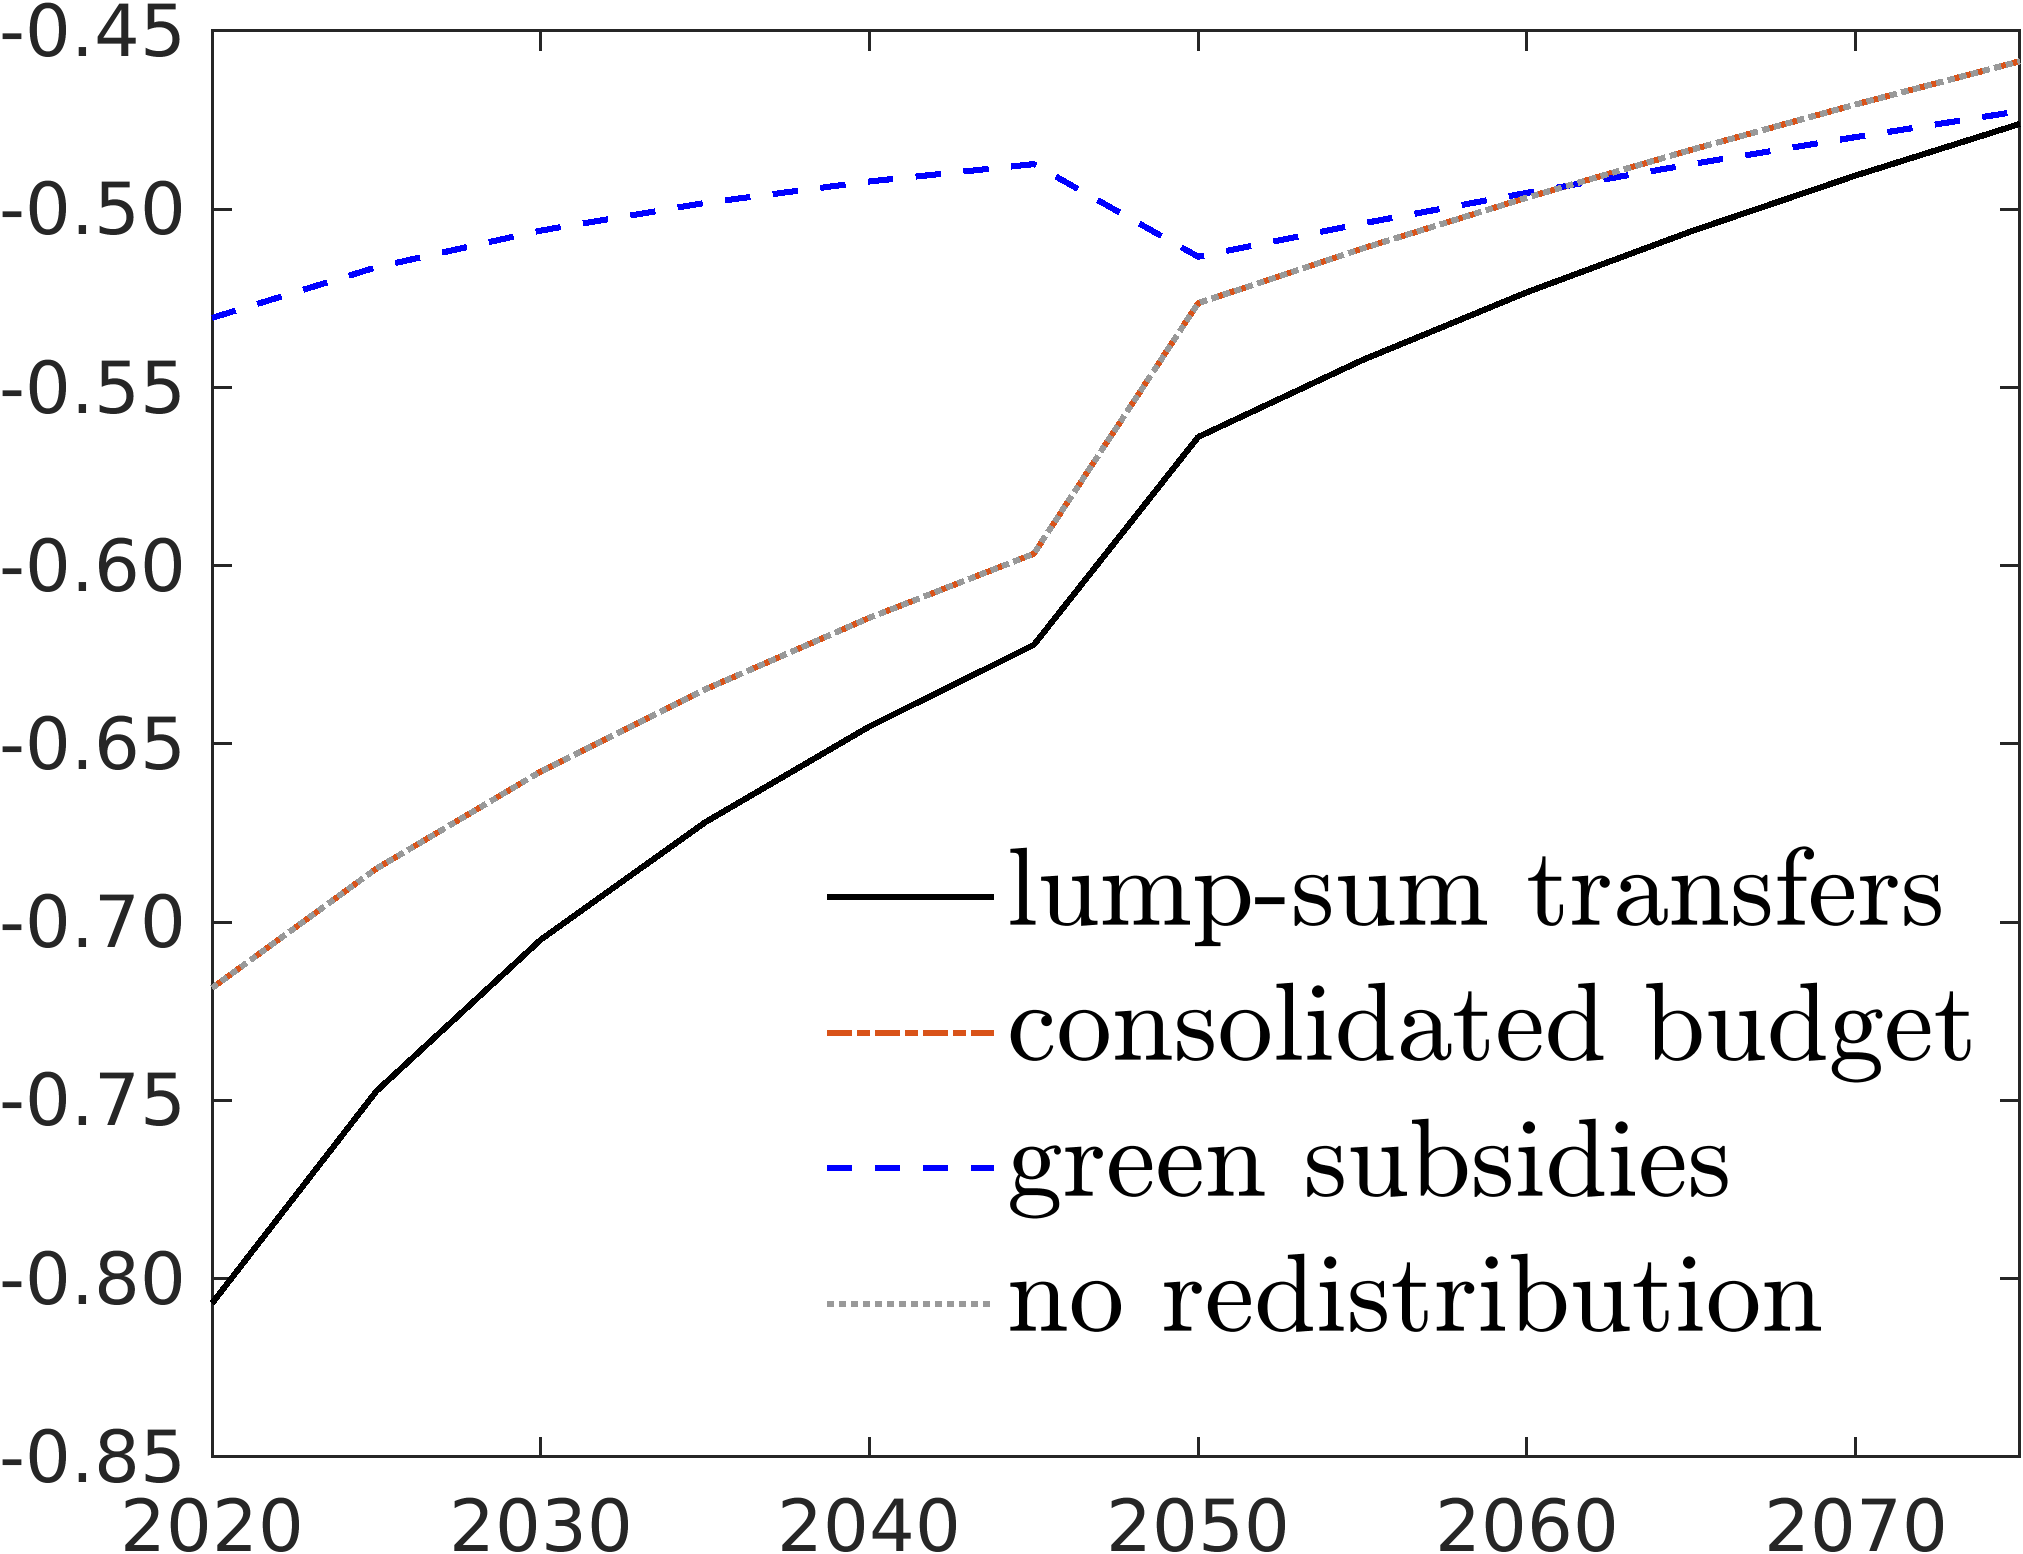 -0.45
-0.50
-0.55
-0.60
-0.65
-0.70
-0.75
-0.80
-0.85
lump-sum transfers
consolidated budget
green subsidies
no redistribution
2020 2030 2040 2050 2060 2070